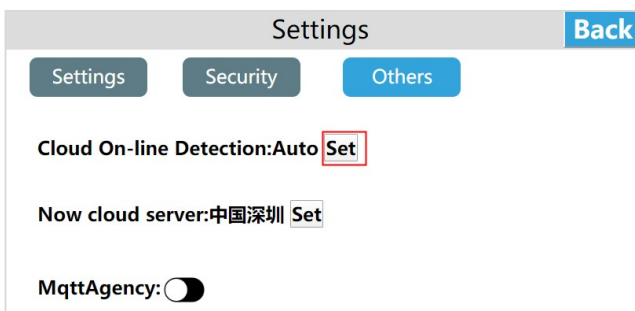 Settings Back
Settings Security Others
Cloud On-line Detection:Auto Set
Now cloud server:中国深圳 Set
MqttAgency: